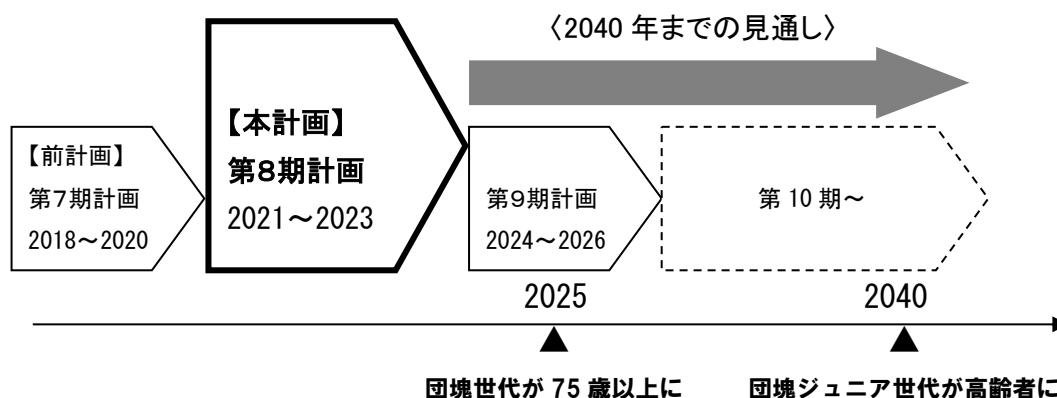 〈2040 年までの見通し〉
【前計画】
第7期計画
2018～2020
【本計画】
第8期計画
2021～2023
第9期計画
2024～2026
第 10 期～
2025
2040
団塊世代が 75 歳以上に
団塊ジュニア世代が高齢者に